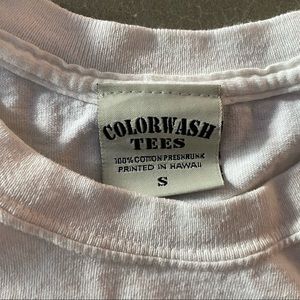 COLORWASH
TEES
100% COTTON PRESHRUNK
PRINTED IN HAWAII
S